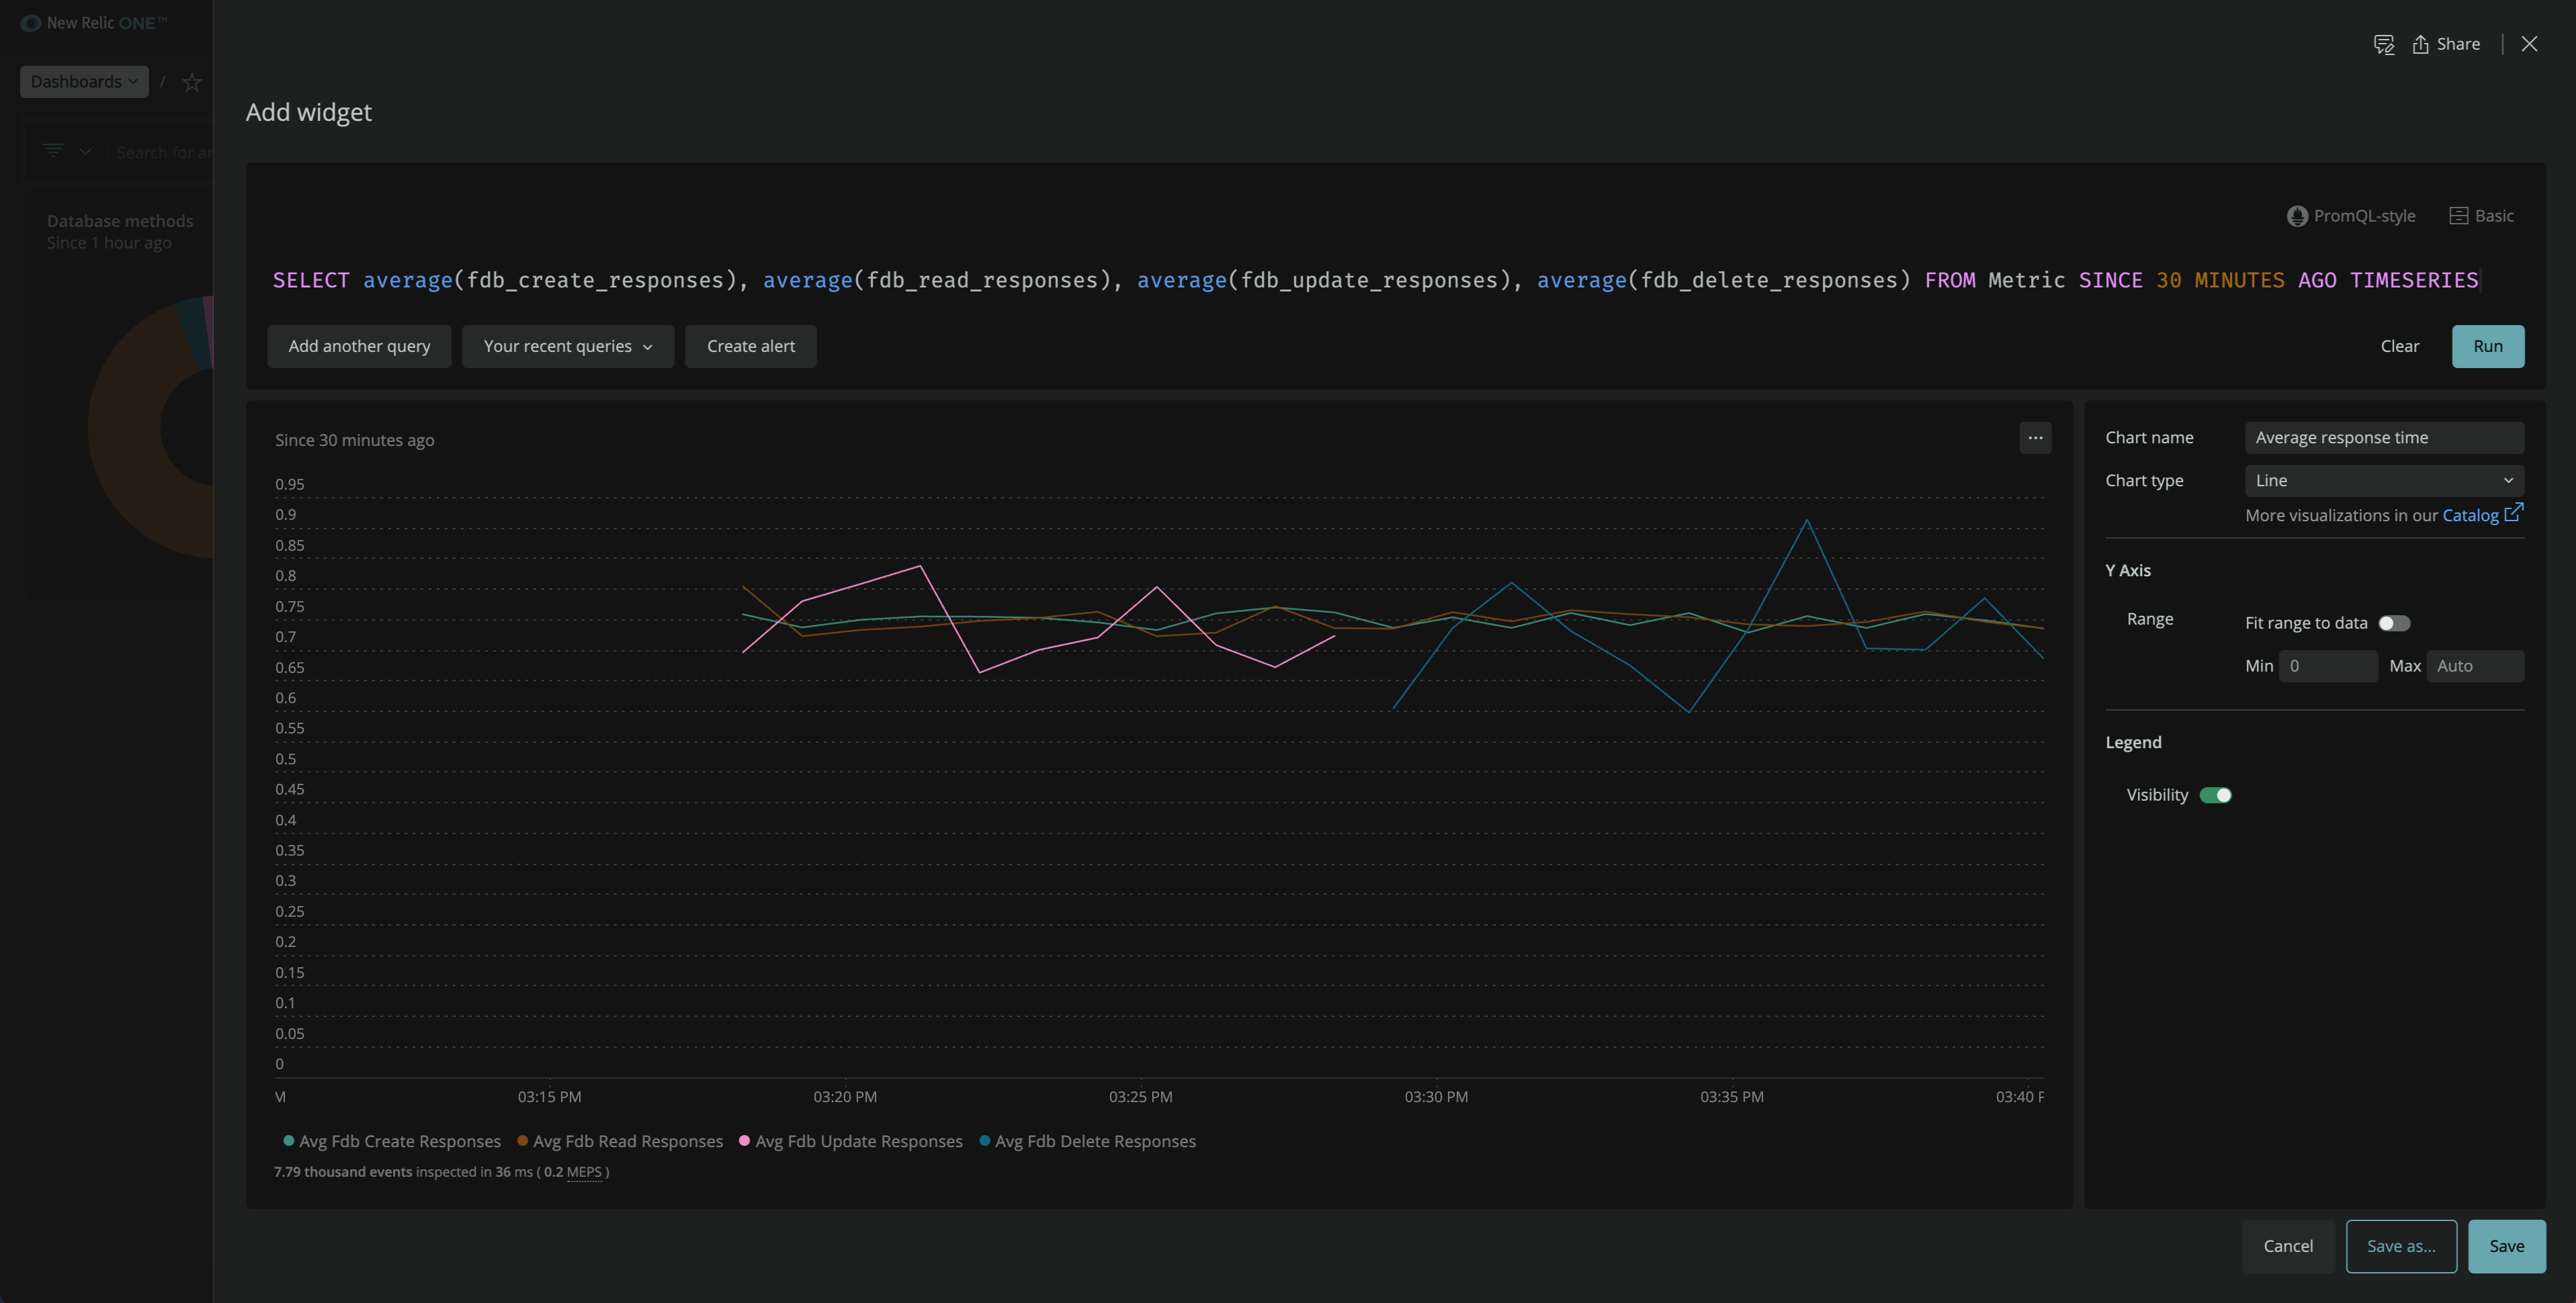 New Relic ONE™
Share
Dashboards /
Add widget
Search for
Database methods
Since 1 hour ago
PromQL-style Basic
SELECT average(fdb_create_responses), average(fdb_read_responses), average(fdb_update_responses), average(fdb_delete_responses) FROM Metric SINCE 30 MINUTES AGO TIMESERIES
Add another query Your recent queries Create alert Clear Run
Since 30 minutes ago
...
0.95
0.9
0.85
0.8
0.75
0.7
0.65
0.6
0.55
0.5
0.45
0.4
0.35
0.3
0.25
0.2
0.15
0.1
0.05
0
M 03:15 PM 03:20 PM 03:25 PM 03:30 PM 03:35 PM 03:40 P
Avg Fdb Create Responses Avg Fdb Read Responses Avg Fdb Update Responses Avg Fdb Delete Responses
7.79 thousand events inspected in 36 ms ( 0.2 MEPS )
Chart name Average response time
Chart type Line
More visualizations in our Catalog
Y Axis
Range Fit range to data
Min 0 Max Auto
Legend
Visibility
Cancel Save as... Save